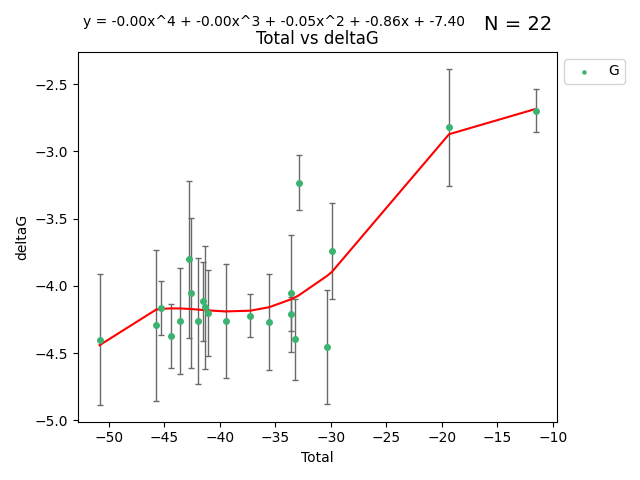 y = -0.00x^4 + -0.00x^3 + -0.05x^2 + -0.86x + -7.40
N = 22
Total vs deltaG
G
−2.5
−3.0
−3.5
−4.0
−4.5
−5.0
deltaG
−50 −45 −40 −35 −30 −25 −20 −15 −10
Total